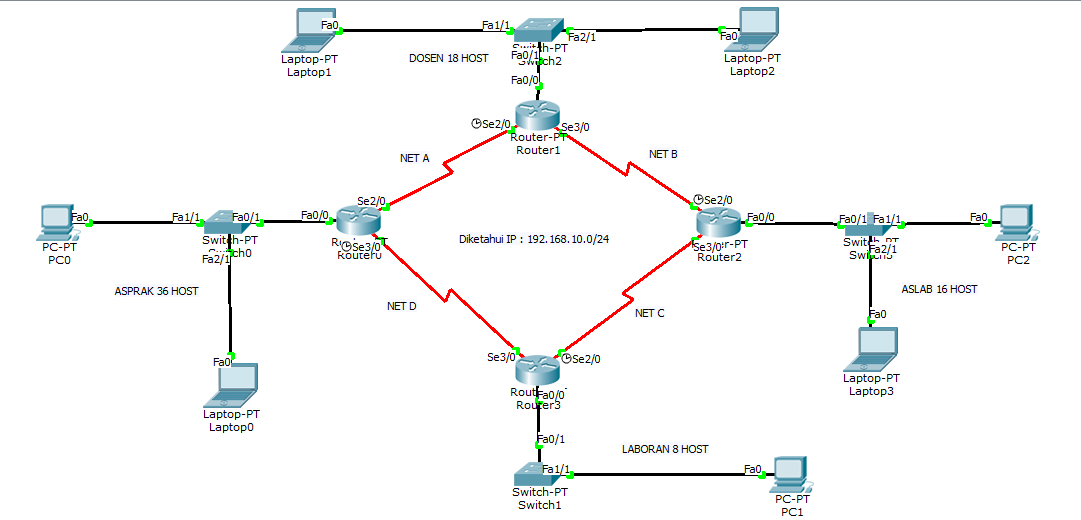 Fa0
Laptop-PT
Laptop1
Fa1/1
Fa2/1
DOSEN 18 HOST
Switch-PT
Switch2
Fa0/1
Fa0/0
Fa0
Laptop-PT
Laptop2
Se2/0
Se3/0
Router-PT
Router1
NET A
NET B
Fa0
PC-PT
PC0
Fa1/1
Fa0/1
Switch-PT
Switch0
Fa2/1
Fa0/0
Se2/0
Se3/0
Router0
Diketahui IP : 192.168.10.0/24
Se2/0
Fa0/0
Se3/0
Router2
Fa0/1
Fa1/1
Fa2/1
Fa0
PC-PT
PC2
ASPRAK 36 HOST
ASLAB 16 HOST
NET D
NET C
Fa0
Laptop-PT
Laptop0
Fa0
Laptop-PT
Laptop3
Se3/0
Se2/0
Fa0/0
Router3
Fa0/1
Fa1/1
Switch-PT
Switch1
LABORAN 8 HOST
Fa0
PC-PT
PC1